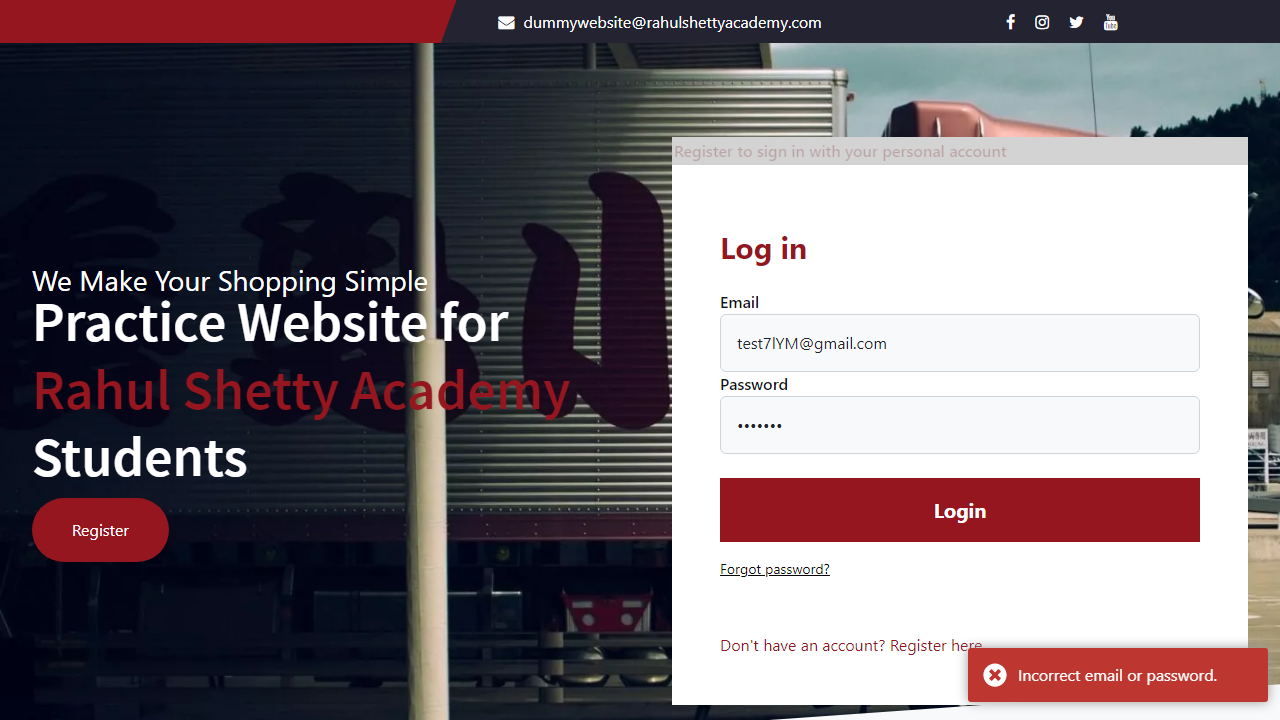 dummywebsite@rahulshettyacademy.com
Register to sign in with your personal account
We Make Your Shopping Simple
Practice Website for
Rahul Shetty Academy
Students
Register
Log in
Email
test7lYM@gmail.com
Password
•••••••
Login
Forgot password?
Don't have an account? Register here
Incorrect email or password.